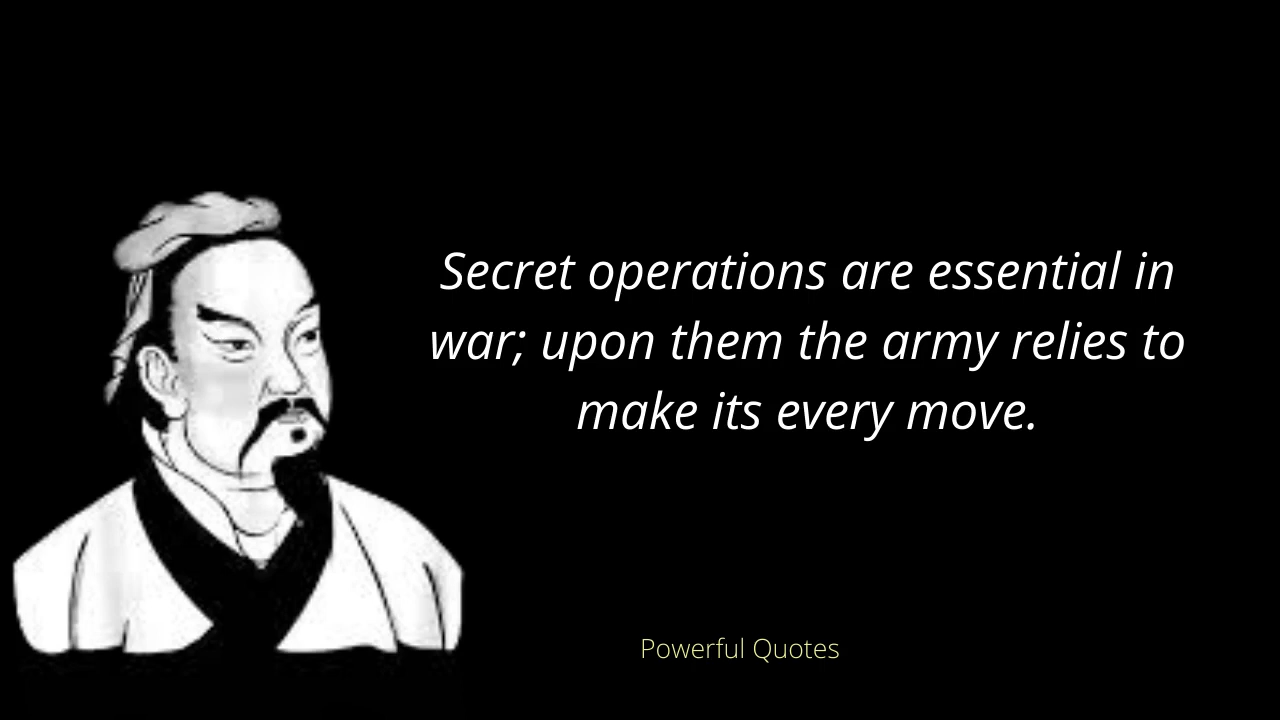 Secret operations are essential in
war; upon them the army relies to
make its every move.
Powerful Quotes